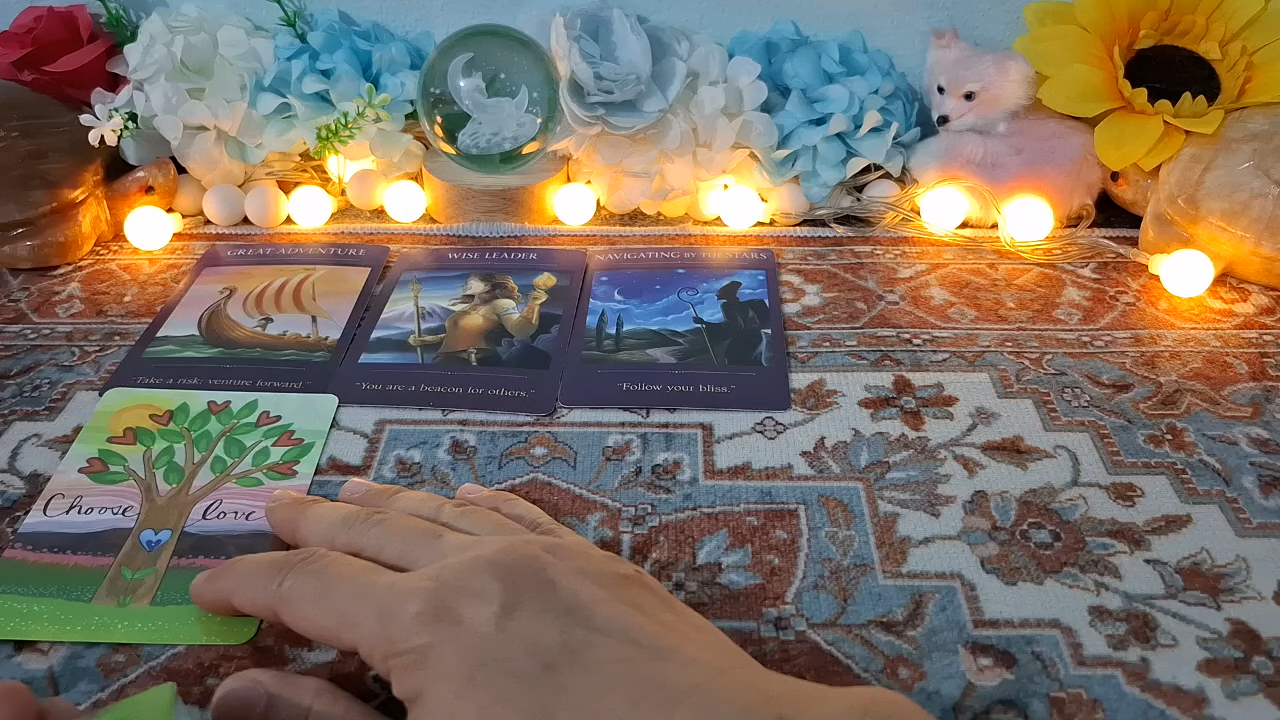 GREAT ADVENTURE
WISE LEADER
NAVIGATING BY THE STARS
"Take a risk; venture forward."
"You are a beacon for others."
"Follow your bliss."
Choose love